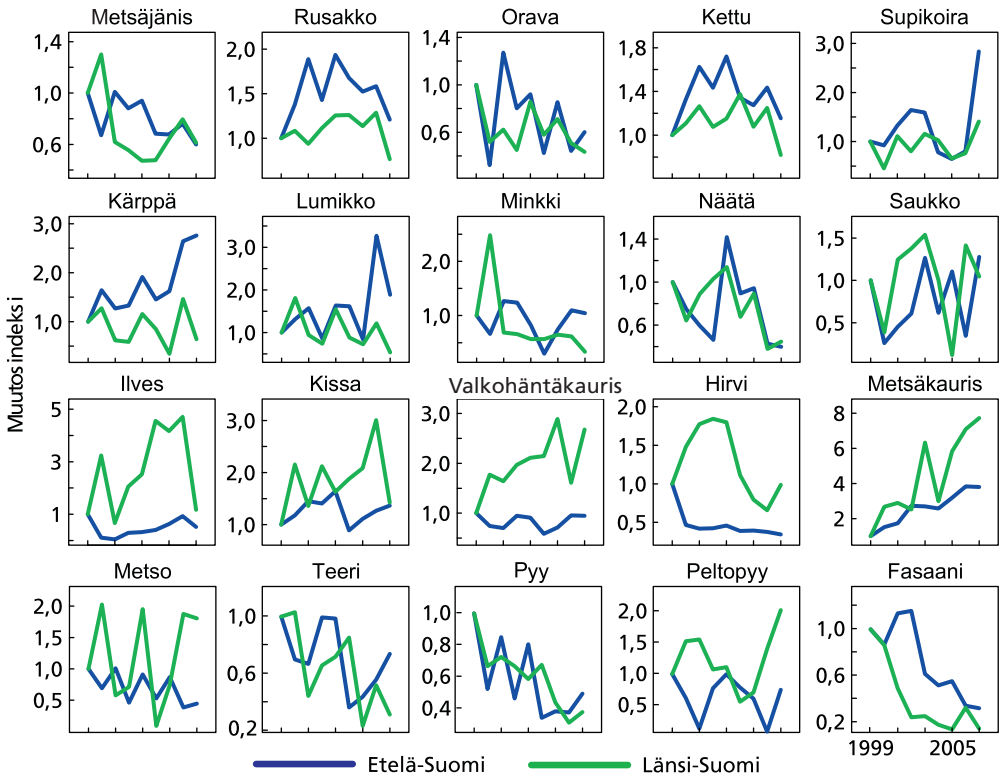 Metsäjänis Rusakko Orava Kettu Supikoira
1,4 1,0 0,6
2,0 1,5 1,0
1,4 1,0 0,6
1,8 1,4 1,0
3,0 2,0 1,0
Kärppä Lumikko Minkki Näätä Saukko
3,0 2,0 1,0
3,0 2,0 1,0
2,0 1,0
1,4 1,0 0,6
1,5 1,0 0,5
Muutosindeksi
Ilves Kissa Valkohäntäkauris Hirvi Metsäkauris
5 3 1
3,0 2,0 1,0
3,0 2,0 1,0
2,0 1,5 1,0 0,5
8 6 4 2
Metso Teeri Pyy Peltopyy Fasaani
2,0 1,5 1,0 0,5
1,0 0,6 0,2
1,0 0,8 0,6 0,4
2,0 1,5 1,0 0,5
1,0 0,6 0,2
1999 2005
Etelä-Suomi Länsi-Suomi